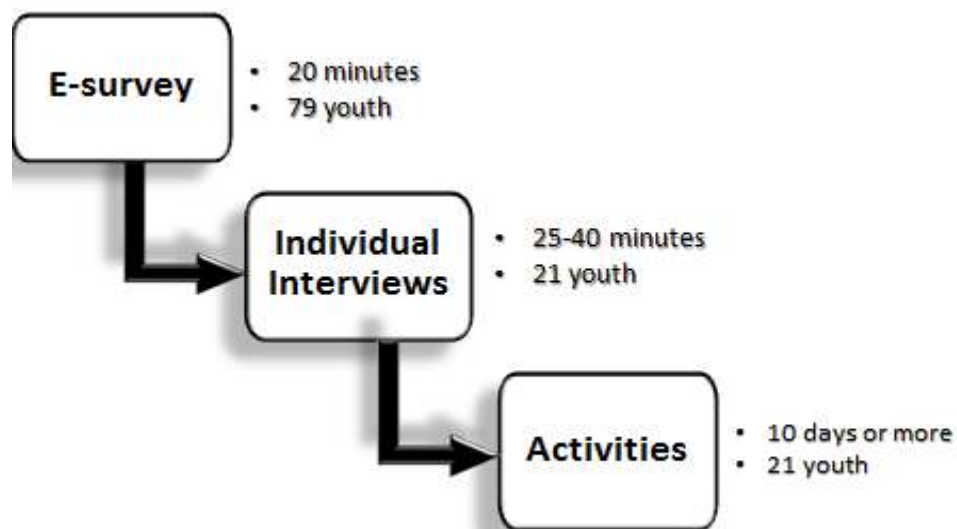 E-survey
• 20 minutes
• 79 youth
Individual
Interviews
• 25-40 minutes
• 21 youth
Activities
• 10 days or more
• 21 youth